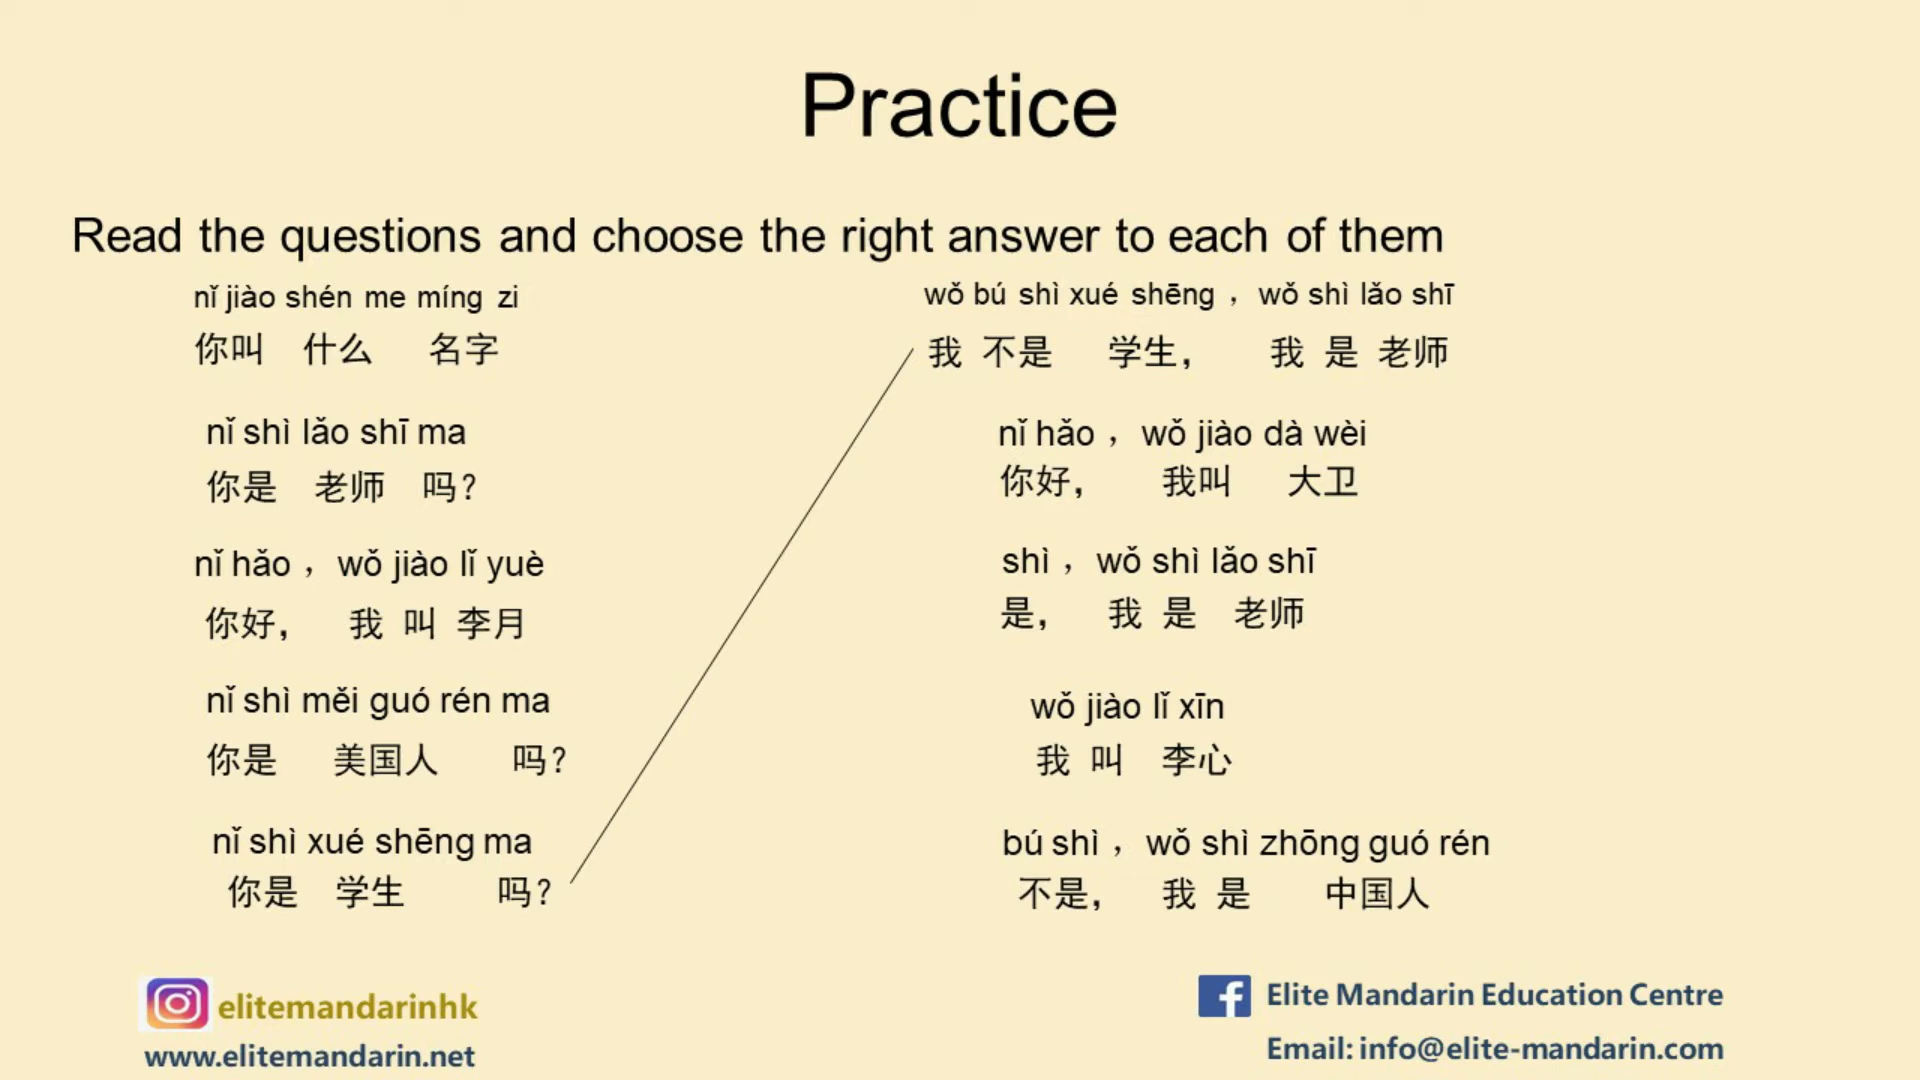 Practice
Read the questions and choose the right answer to each of them
nǐ jiào shén me míng zi
你叫 什么 名字
nǐ shì lǎo shī ma
你是 老师 吗?
nǐ hǎo， wǒ jiào lǐ yuè
你好, 我 叫 李月
nǐ shì měi guó rén ma
你是 美国人 吗?
nǐ shì xué shēng ma
你是 学生 吗?
wǒ bú shì xué shēng， wǒ shì lǎo shī
我 不是 学生, 我 是 老师
nǐ hǎo， wǒ jiào dà wèi
你好, 我叫 大卫
shì， wǒ shì lǎo shī
是, 我 是 老师
wǒ jiào lǐ xīn
我 叫 李心
bú shì， wǒ shì zhōng guó rén
不是, 我 是 中国人
elitemandarinhk
www.elitemandarin.net
Elite Mandarin Education Centre
Email: info@elite-mandarin.com